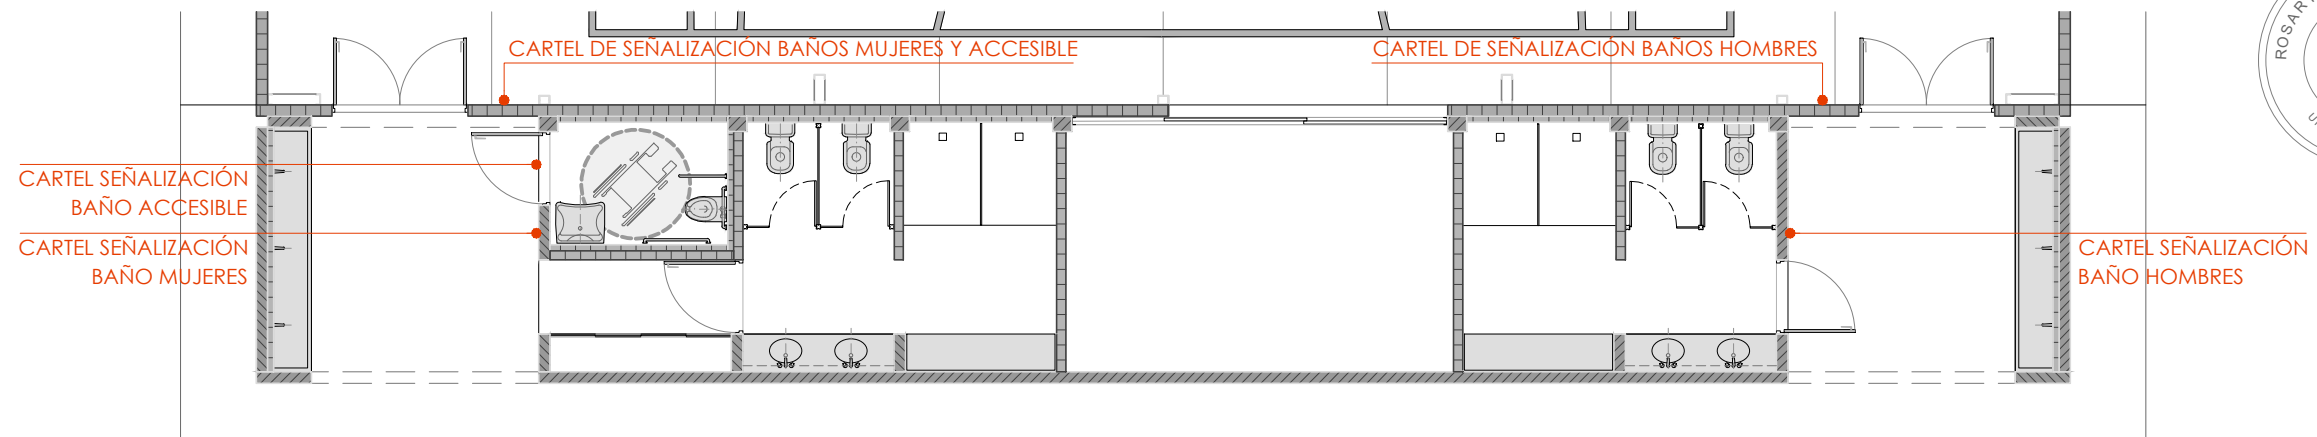 CARTEL DE SEÑALIZACIÓN BAÑOS MUJERES Y ACCESIBLE
CARTEL DE SEÑALIZACIÓN BAÑOS HOMBRES
CARTEL SEÑALIZACIÓN
BAÑO ACCESIBLE
CARTEL SEÑALIZACIÓN
BAÑO MUJERES
CARTEL SEÑALIZACIÓN
BAÑO HOMBRES